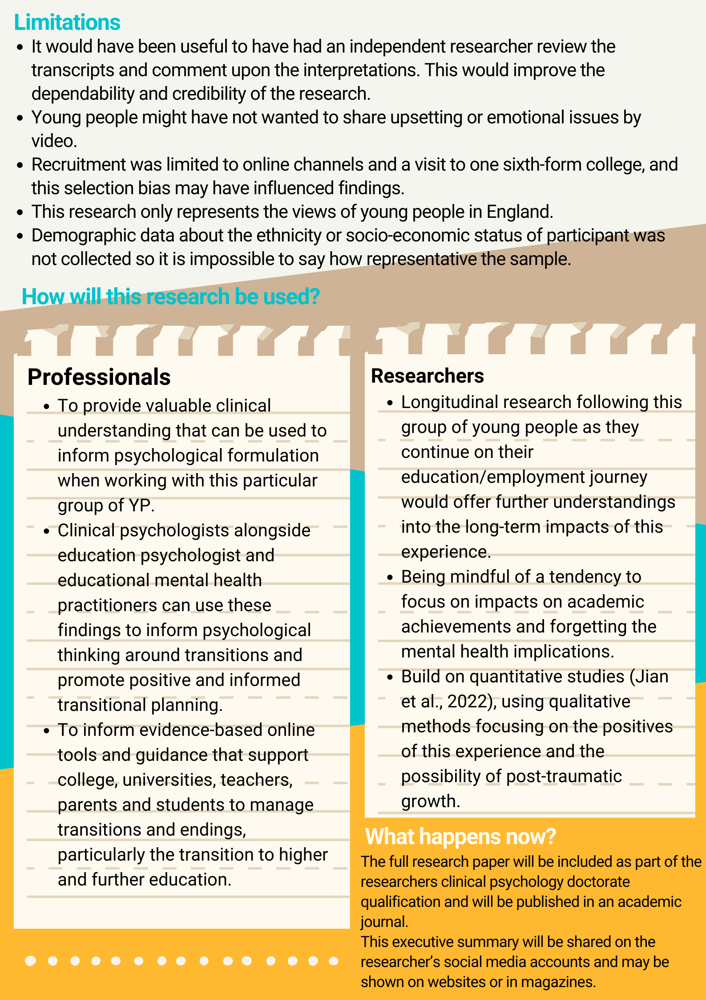 Limitations
• It would have been useful to have had an independent researcher review the
transcripts and comment upon the interpretations. This would improve the
dependability and credibility of the research.
• Young people might have not wanted to share upsetting or emotional issues by
video.
• Recruitment was limited to online channels and a visit to one sixth-form college, and
this selection bias may have influenced findings.
• This research only represents the views of young people in England.
• Demographic data about the ethnicity or socio-economic status of participant was
not collected so it is impossible to say how representative the sample.
How will this research be used?
Professionals
• To provide valuable clinical
understanding that can be used to
inform psychological formulation
when working with this particular
group of YP.
• Clinical psychologists alongside
education psychologist and
educational mental health
practitioners can use these
findings to inform psychological
thinking around transitions and
promote positive and informed
transitional planning.
• To inform evidence-based online
tools and guidance that support
college, universities, teachers,
parents and students to manage
transitions and endings,
particularly the transition to higher
and further education.
Researchers
• Longitudinal research following this
group of young people as they
continue on their
education/employment journey
would offer further understandings
into the long-term impacts of this
experience.
• Being mindful of a tendency to
focus on impacts on academic
achievements and forgetting the
mental health implications.
• Build on quantitative studies (Jian
et al., 2022), using qualitative
methods focusing on the positives
of this experience and the
possibility of post-traumatic
growth.
What happens now?
The full research paper will be included as part of the
researchers clinical psychology doctorate
qualification and will be published in an academic
journal.
This executive summary will be shared on the
researcher’s social media accounts and may be
shown on websites or in magazines.